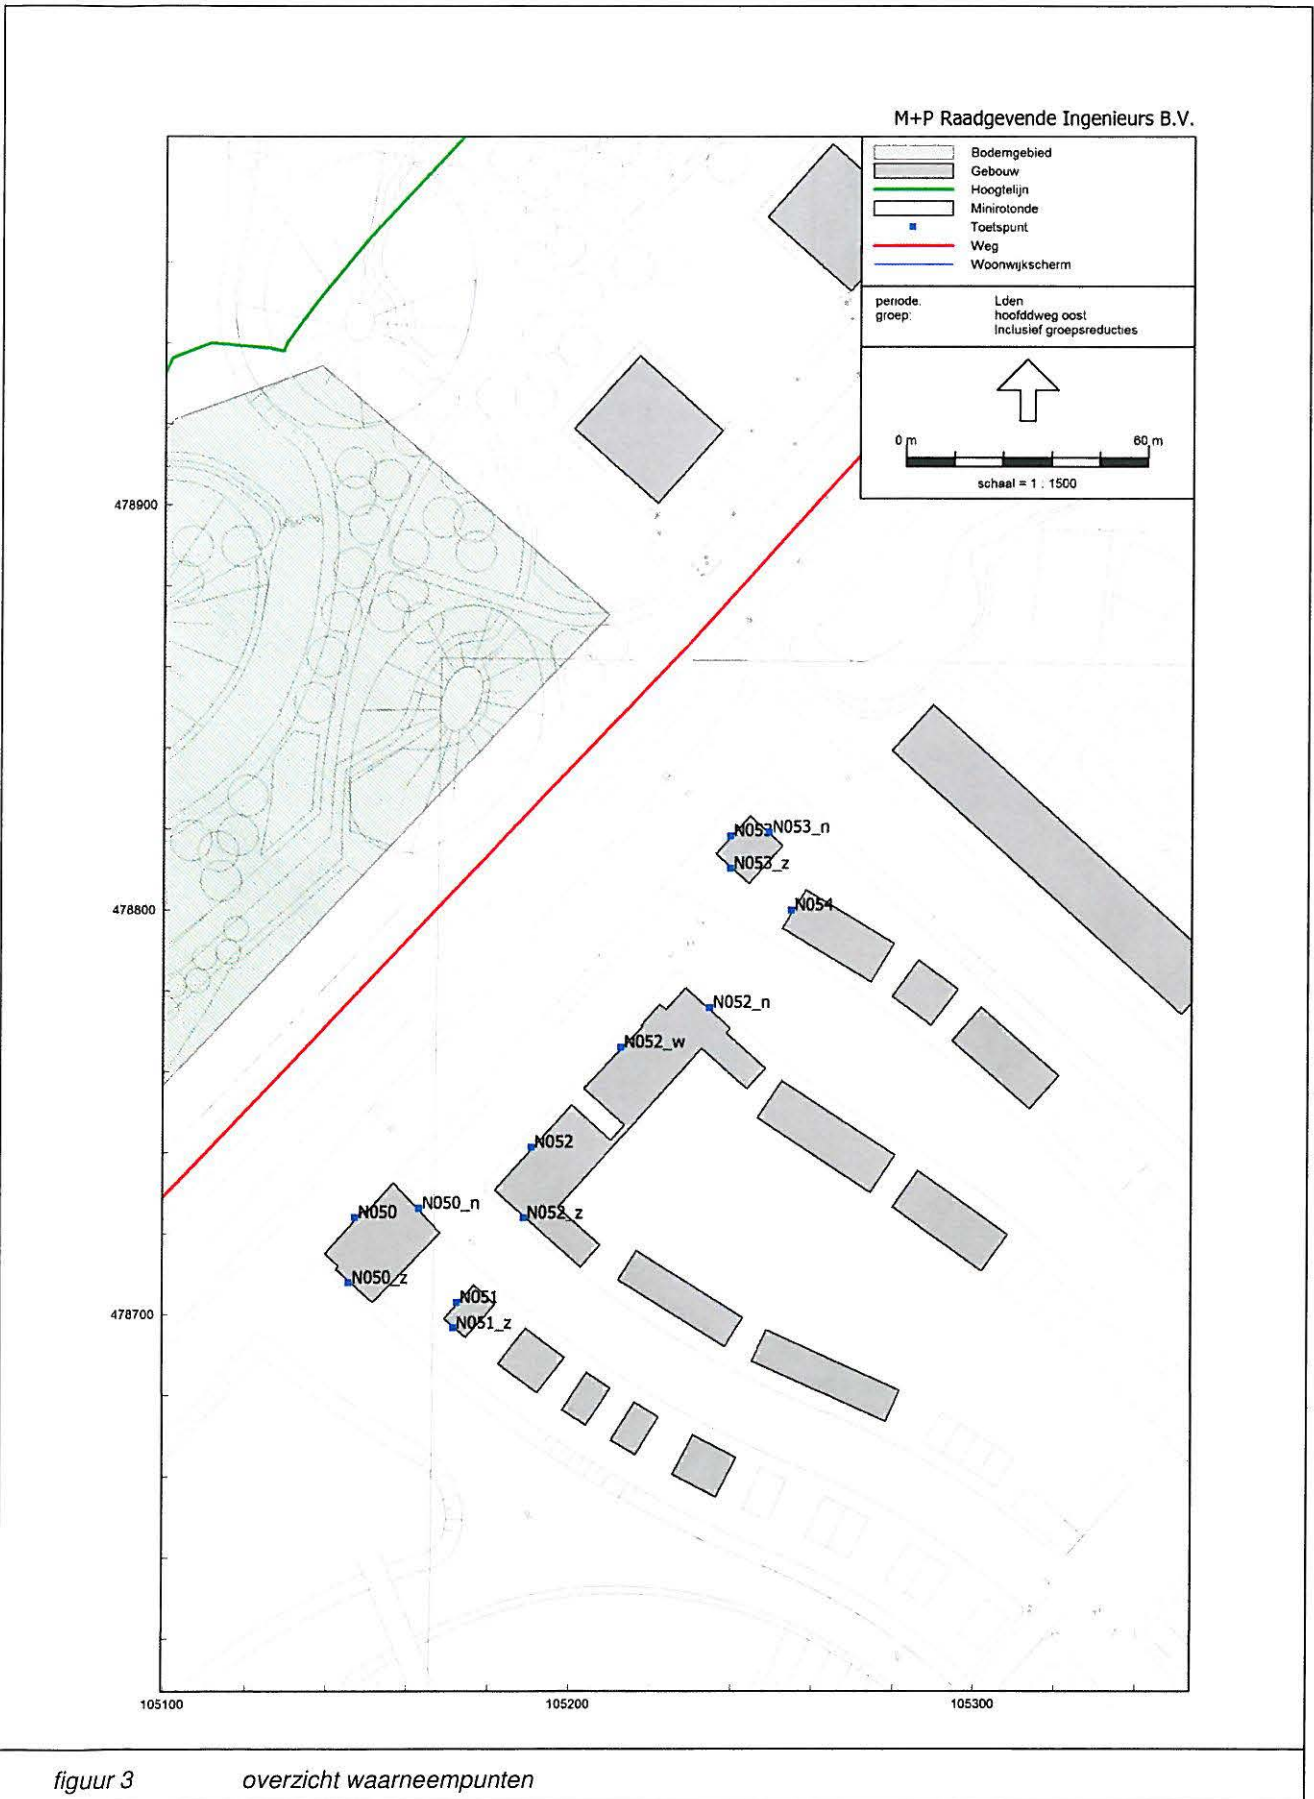 M+P Raadgevende Ingenieurs B.V.
Bodemgebied
Gebouw
Hoogtelijn
Minirotonde
Toetspunt
Weg
Woonwijkscherm
periode: Lden
groep: hoofddweg oost
Inclusief groepsreducties
0 m 60 m
schaal = 1 : 1500
478900
N053 N053_n
N053_z
478800
N054
N052_n
N052_w
N052
N050_n
N050
N052_z
N050_z
N051
478700
N051_z
105100 105200 105300
figuur 3 overzicht waarneempunten